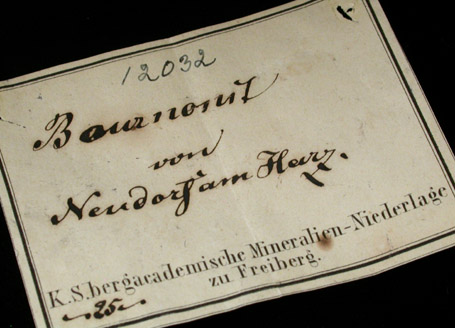 12032
Bournonit
von
Neudorf am Harz.
K.S.bergacademische Mineralien-Niederlage
zu Freiberg.
25